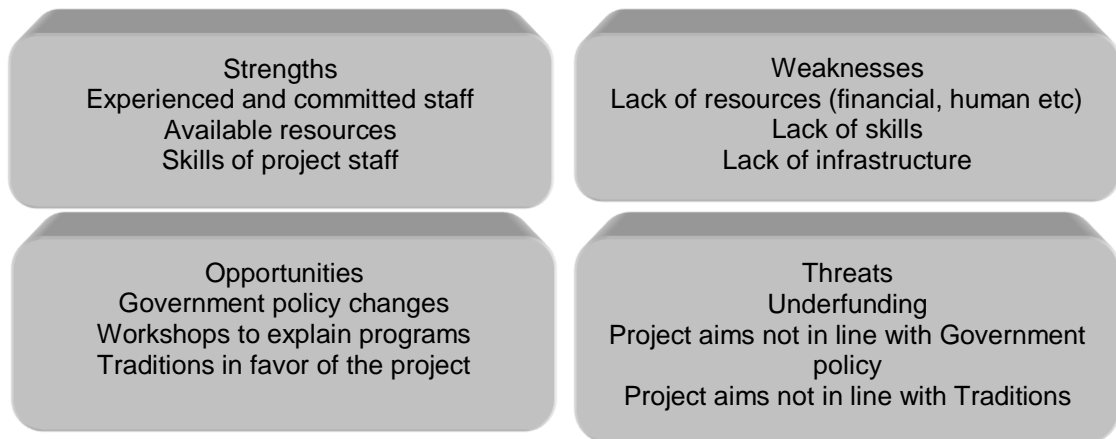 Strengths
Experienced and committed staff
Available resources
Skills of project staff
Weaknesses
Lack of resources (financial, human etc)
Lack of skills
Lack of infrastructure
Opportunities
Government policy changes
Workshops to explain programs
Traditions in favor of the project
Threats
Underfunding
Project aims not in line with Government
policy
Project aims not in line with Traditions